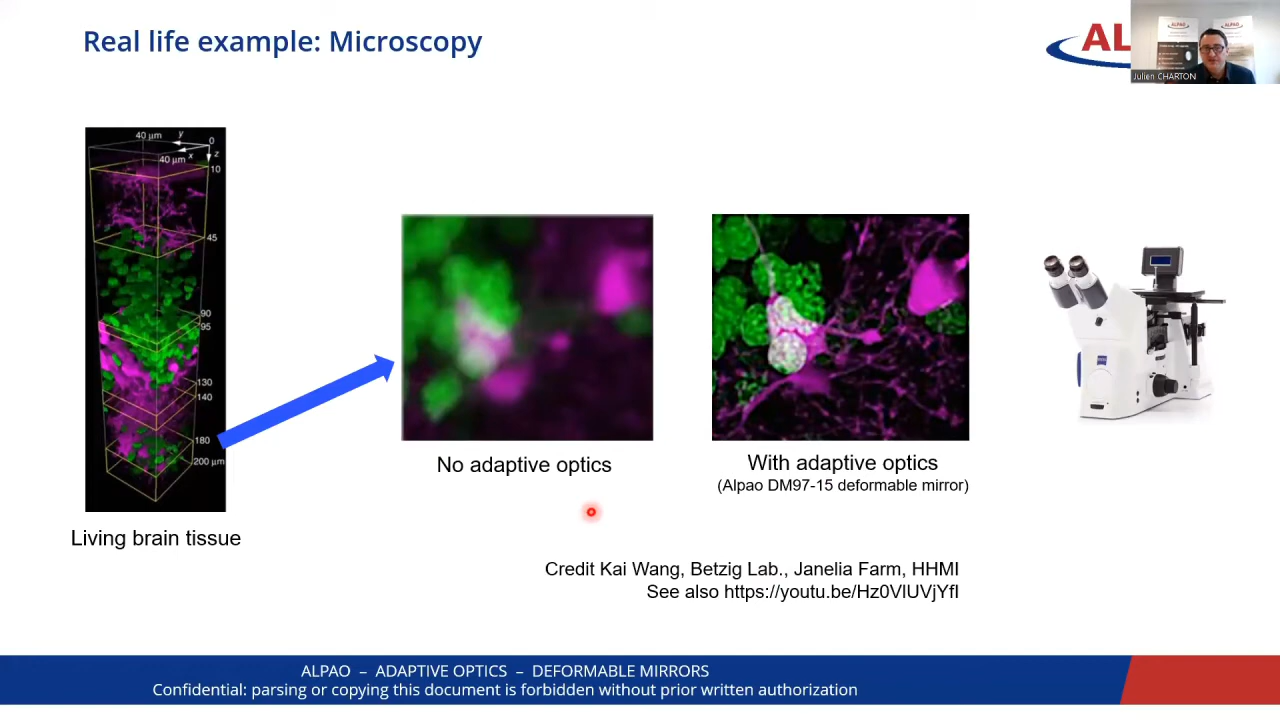 Real life example: Microscopy
AL
ALPAO
ALPAO
Julien CHARTON
40 µm
y
0
40 µm
x
z
10
45
90
95
130
140
180
200 µm
Living brain tissue
No adaptive optics
With adaptive optics
(Alpao DM97-15 deformable mirror)
Credit Kai Wang, Betzig Lab., Janelia Farm, HHMI
See also https://youtu.be/Hz0VlUVjYfI
ALPAO – ADAPTIVE OPTICS – DEFORMABLE MIRRORS
Confidential: parsing or copying this document is forbidden without prior written authorization